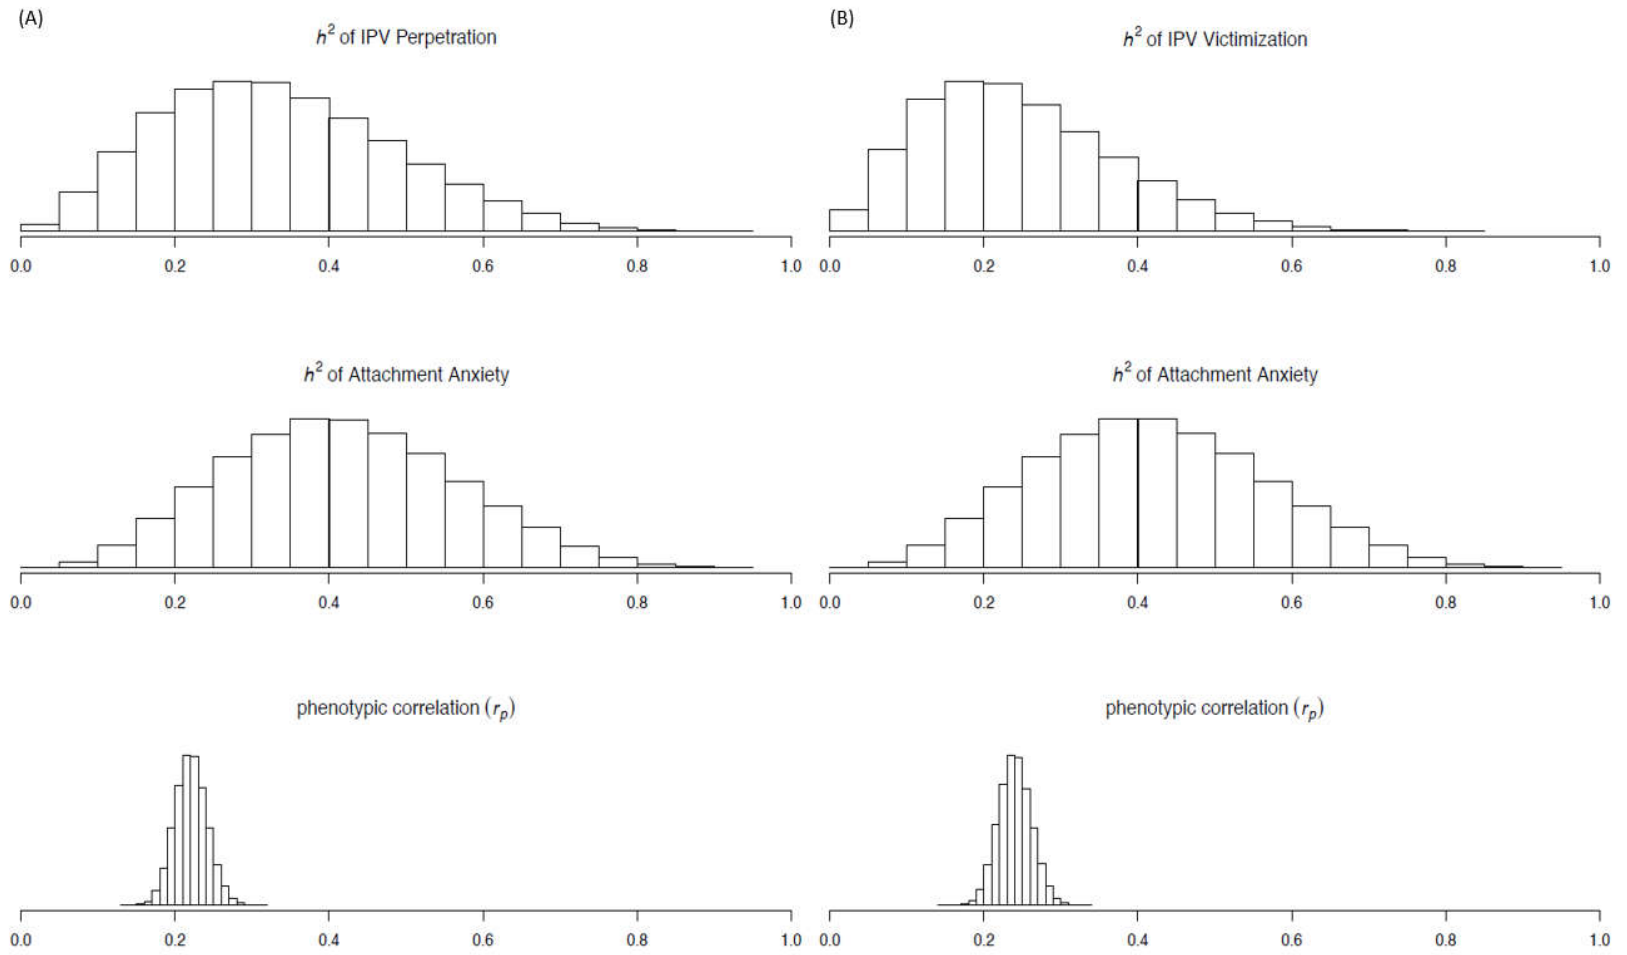 (A)
h² of IPV Perpetration
0.0 0.2 0.4 0.6 0.8 1.0
h² of Attachment Anxiety
0.0 0.2 0.4 0.6 0.8 1.0
phenotypic correlation (rₚ)
0.0 0.2 0.4 0.6 0.8 1.0
(B)
h² of IPV Victimization
0.0 0.2 0.4 0.6 0.8 1.0
h² of Attachment Anxiety
0.0 0.2 0.4 0.6 0.8 1.0
phenotypic correlation (rₚ)
0.0 0.2 0.4 0.6 0.8 1.0